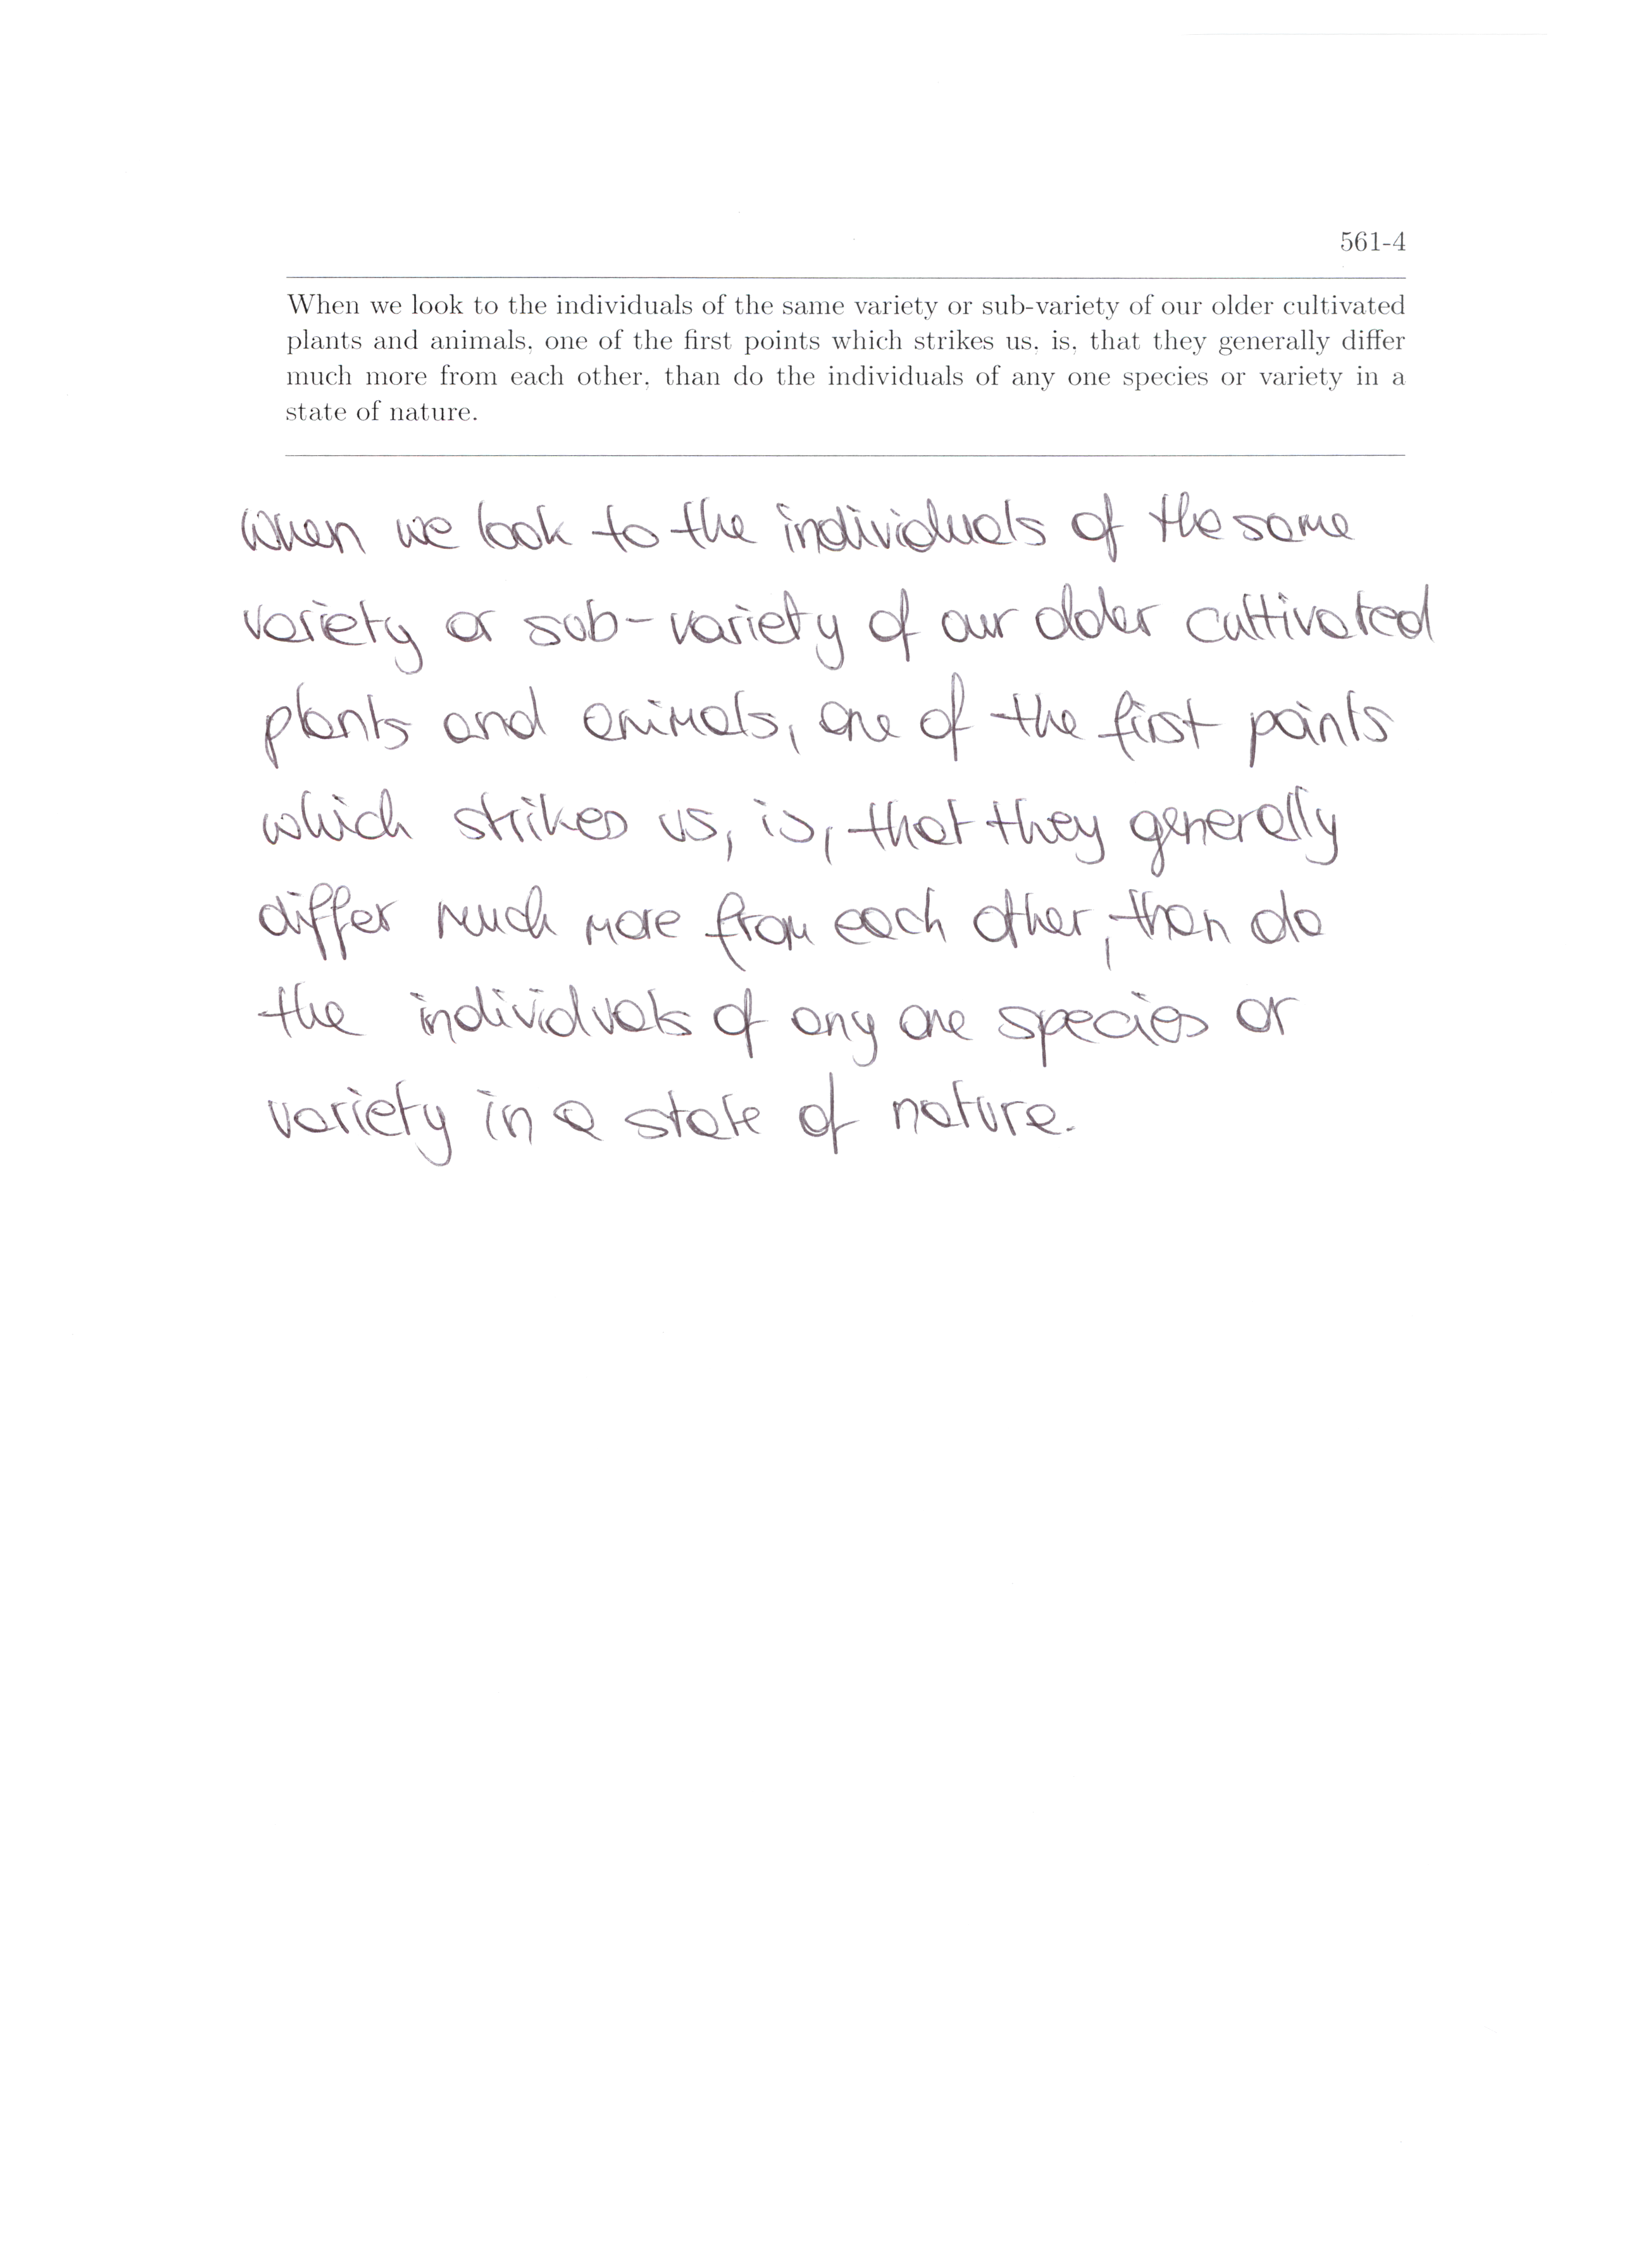 561-4
When we look to the individuals of the same variety or sub-variety of our older cultivated
plants and animals, one of the first points which strikes us, is, that they generally differ
much more from each other, than do the individuals of any one species or variety in a
state of nature.
When we look to the individuals of the same
variety or sub-variety of our older cultivated
plants and animals, one of the first points
which strikes us, is, that they generally
differ much more from each other, than do
the individuals of any one species or
variety in a state of nature.